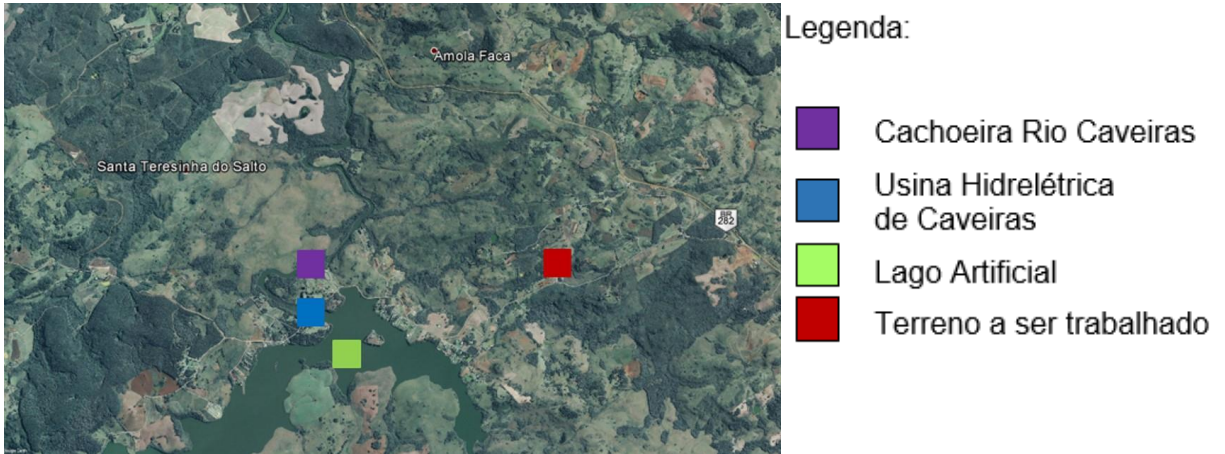 Amola Faca
Santa Teresinha do Salto
BR
282
Legenda:
Cachoeira Rio Caveiras
Usina Hidrelétrica
de Caveiras
Lago Artificial
Terreno a ser trabalhado